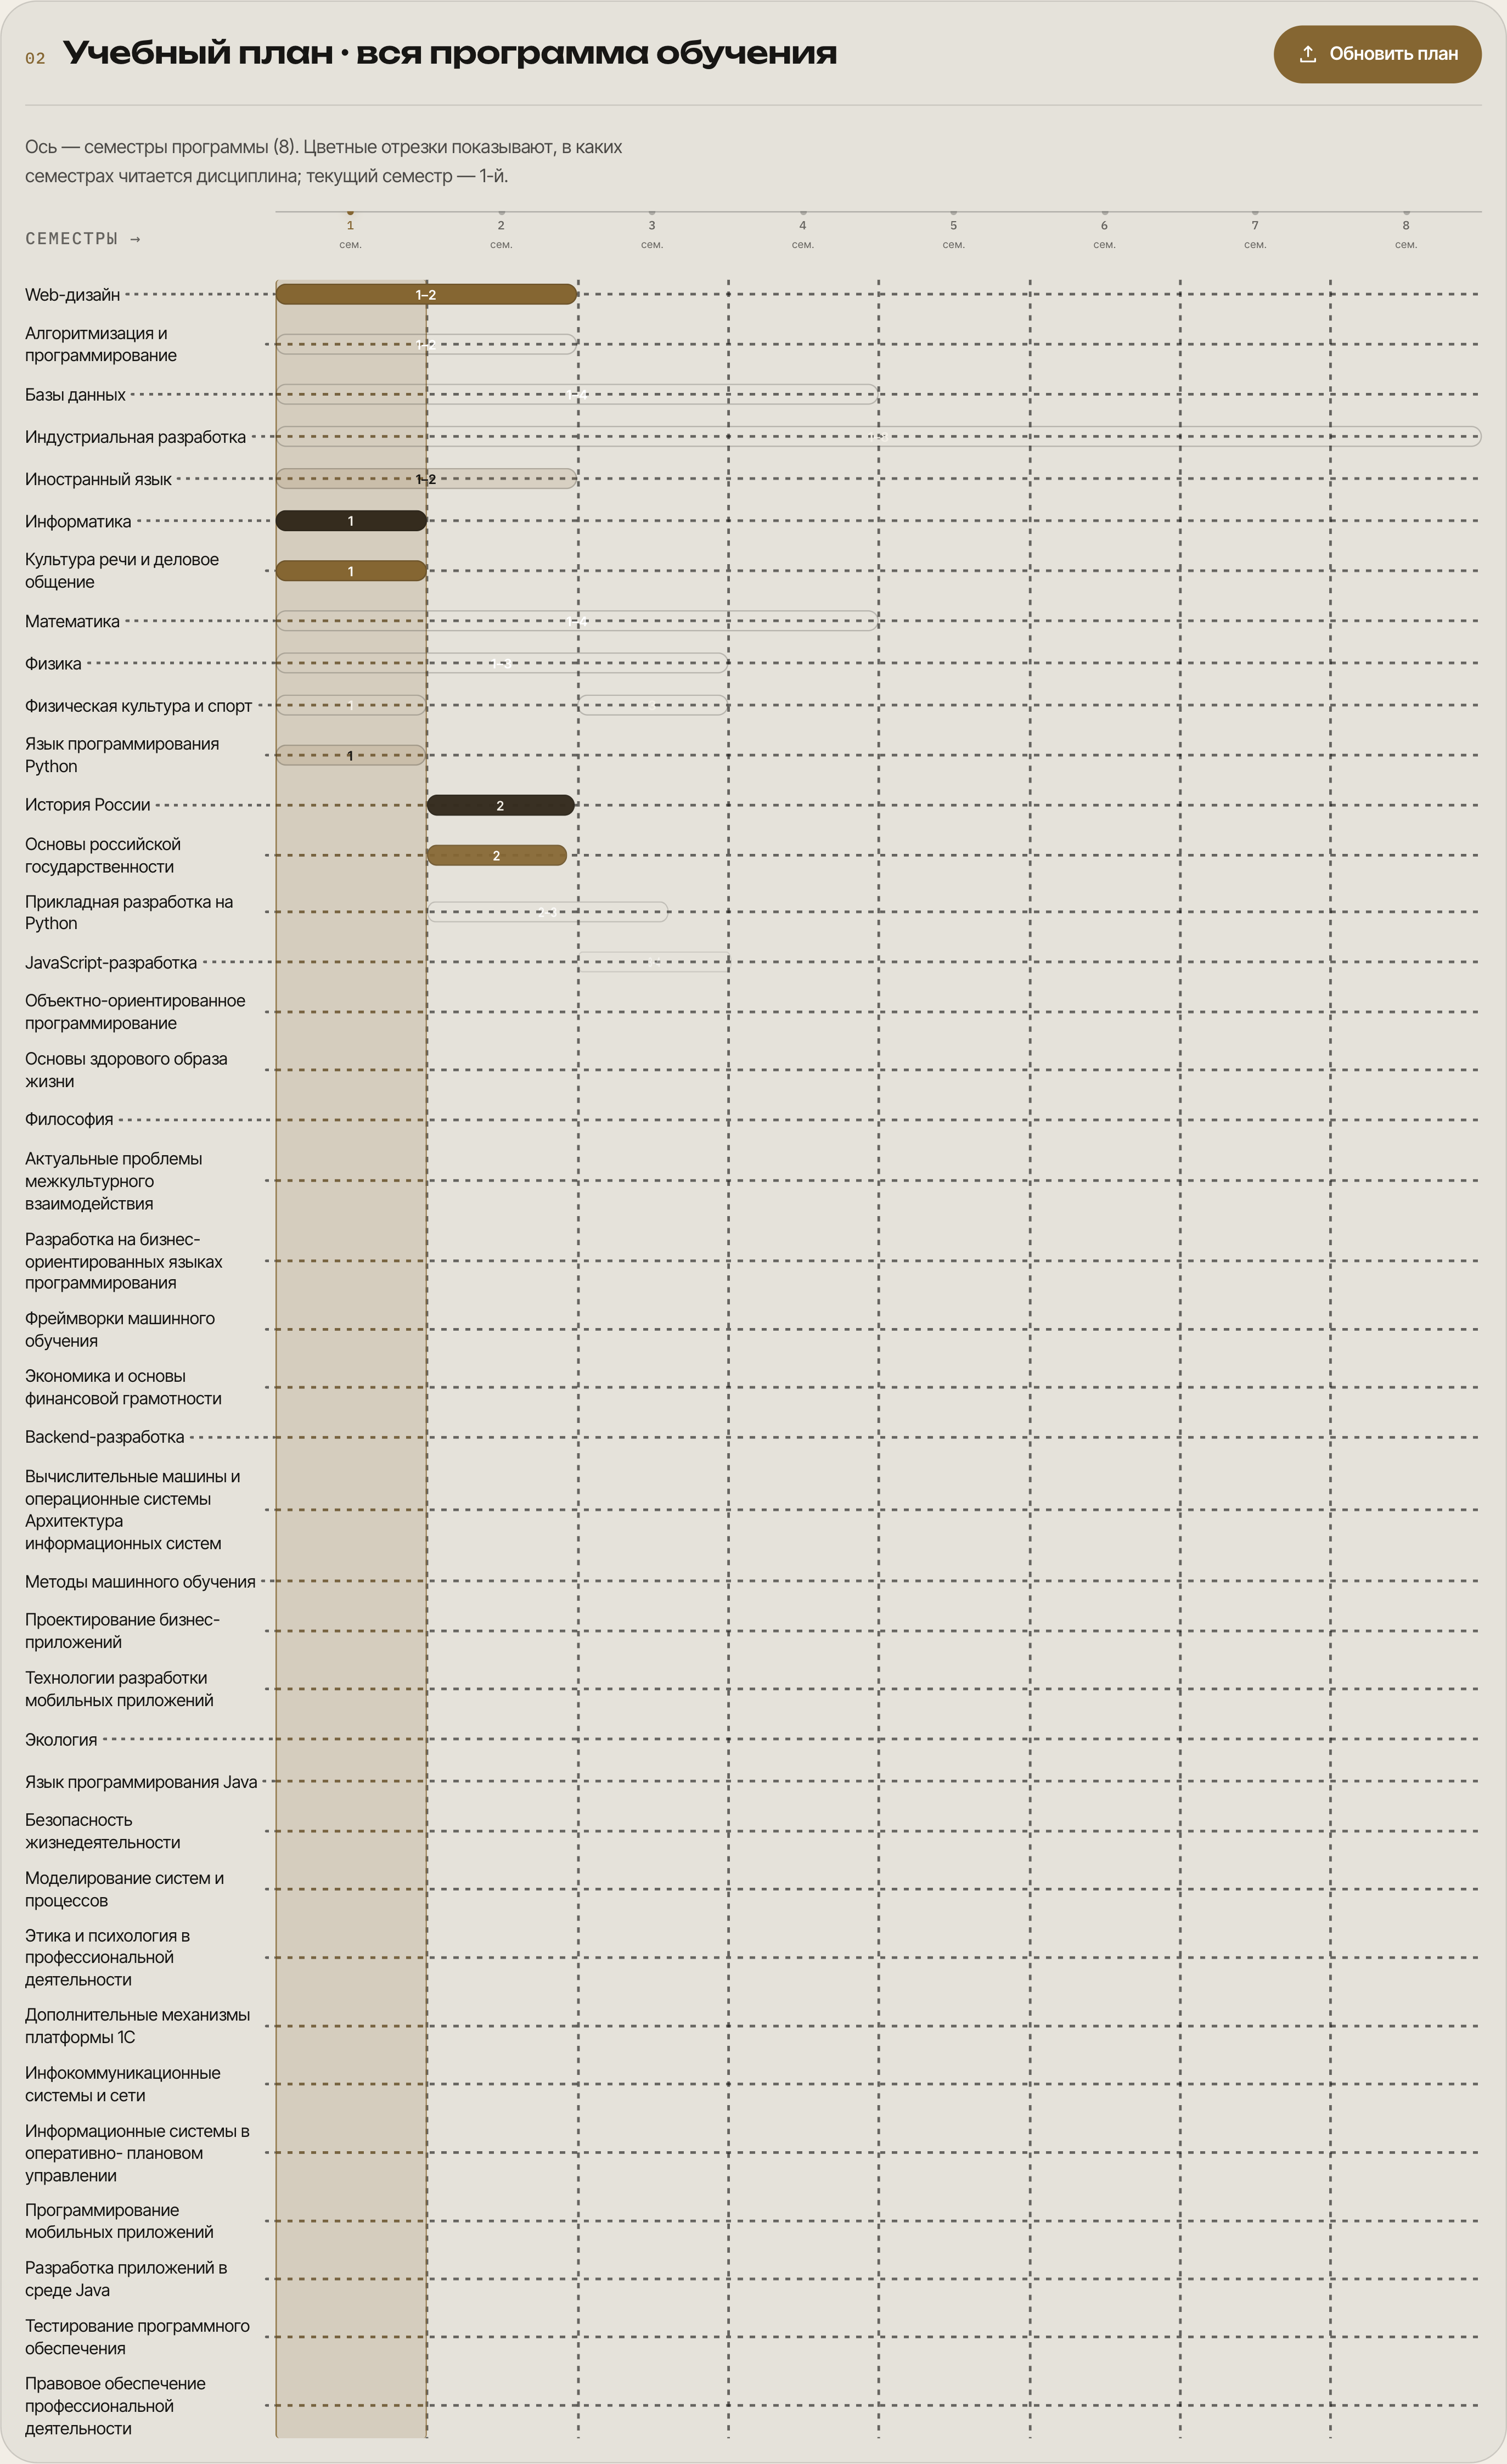 02 Учебный план · вся программа обучения
Обновить план
Ось — семестры программы (8). Цветные отрезки показывают, в каких
семестрах читается дисциплина; текущий семестр — 1-й.
СЕМЕСТРЫ →
1 2 3 4 5 6 7 8
сем. сем. сем. сем. сем. сем. сем. сем.
Web-дизайн 1–2
Алгоритмизация и
программирование 1–2
Базы данных
Индустриальная разработка
Иностранный язык 1–2
Информатика 1
Культура речи и деловое
общение 1
Математика
Физика
Физическая культура и спорт 1
Язык программирования
Python 1
История России 2
Основы российской
государственности 2
Прикладная разработка на
Python
JavaScript-разработка
Объектно-ориентированное
программирование
Основы здорового образа
жизни
Философия
Актуальные проблемы
межкультурного
взаимодействия
Разработка на бизнес-
ориентированных языках
программирования
Фреймворки машинного
обучения
Экономика и основы
финансовой грамотности
Backend-разработка
Вычислительные машины и
операционные системы
Архитектура
информационных систем
Методы машинного обучения
Проектирование бизнес-
приложений
Технологии разработки
мобильных приложений
Экология
Язык программирования Java
Безопасность
жизнедеятельности
Моделирование систем и
процессов
Этика и психология в
профессиональной
деятельности
Дополнительные механизмы
платформы 1С
Инфокоммуникационные
системы и сети
Информационные системы в
оперативно- плановом
управлении
Программирование
мобильных приложений
Разработка приложений в
среде Java
Тестирование программного
обеспечения
Правовое обеспечение
профессиональной
деятельности